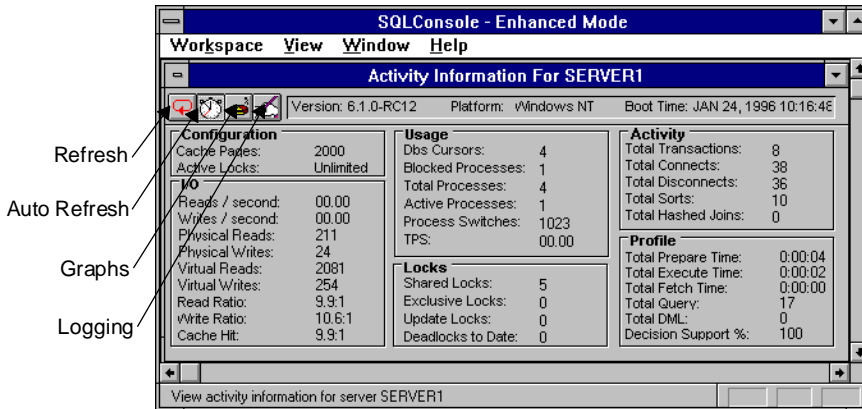 SQLConsole - Enhanced Mode
Workspace View Window Help
Activity Information For SERVER1
Version: 6.1.0-RC12 Platform: Windows NT Boot Time: JAN 24, 1996 10:16:48
Refresh
Auto Refresh
Graphs
Logging
Configuration
Cache Pages: 2000
Active Locks: Unlimited
I/O
Reads / second: 00.00
Writes / second: 00.00
Physical Reads: 211
Physical Writes: 24
Virtual Reads: 2081
Virtual Writes: 254
Read Ratio: 9.9:1
Write Ratio: 10.6:1
Cache Hit: 9.9:1
Usage
Dbs Cursors: 4
Blocked Processes: 1
Total Processes: 4
Active Processes: 1
Process Switches: 1023
TPS: 00.00
Locks
Shared Locks: 5
Exclusive Locks: 0
Update Locks: 0
Deadlocks to Date: 0
Activity
Total Transactions: 8
Total Connects: 38
Total Disconnects: 36
Total Sorts: 10
Total Hashed Joins: 0
Profile
Total Prepare Time: 0:00:04
Total Execute Time: 0:00:02
Total Fetch Time: 0:00:00
Total Query: 17
Total DML: 0
Decision Support %: 100
View activity information for server SERVER1